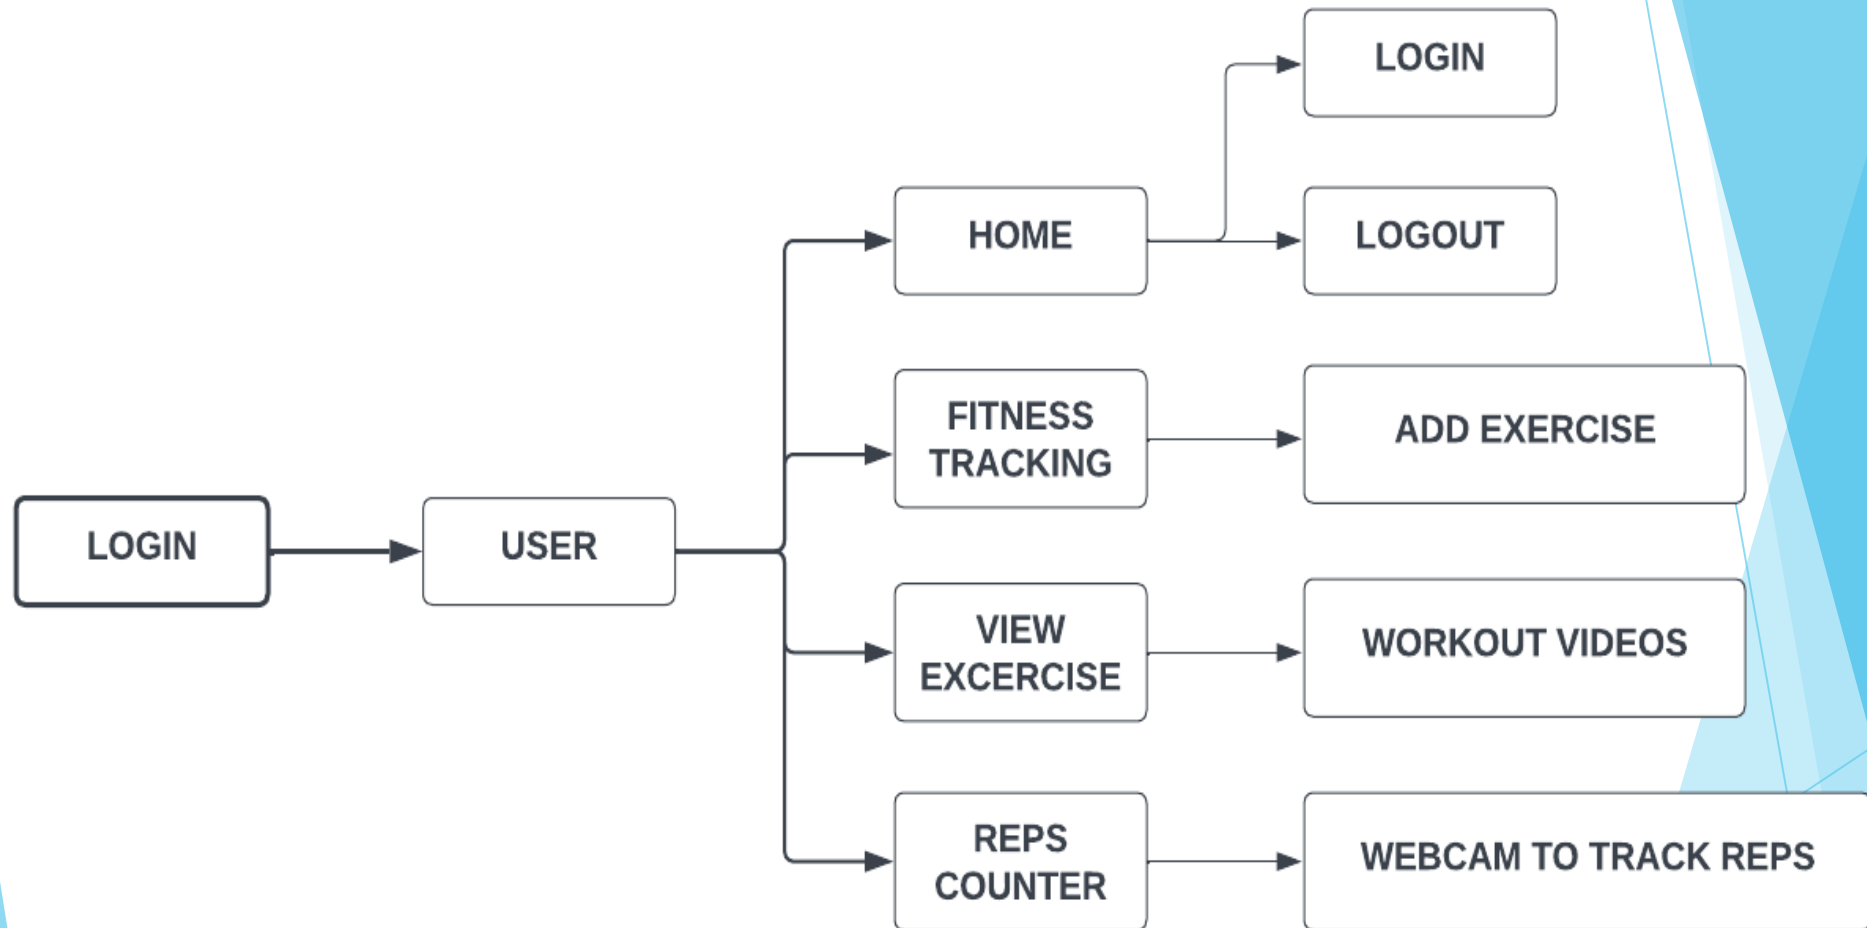 LOGIN
LOGOUT
HOME
FITNESS
TRACKING
ADD EXERCISE
LOGIN
USER
VIEW
EXCERCISE
WORKOUT VIDEOS
REPS
COUNTER
WEBCAM TO TRACK REPS